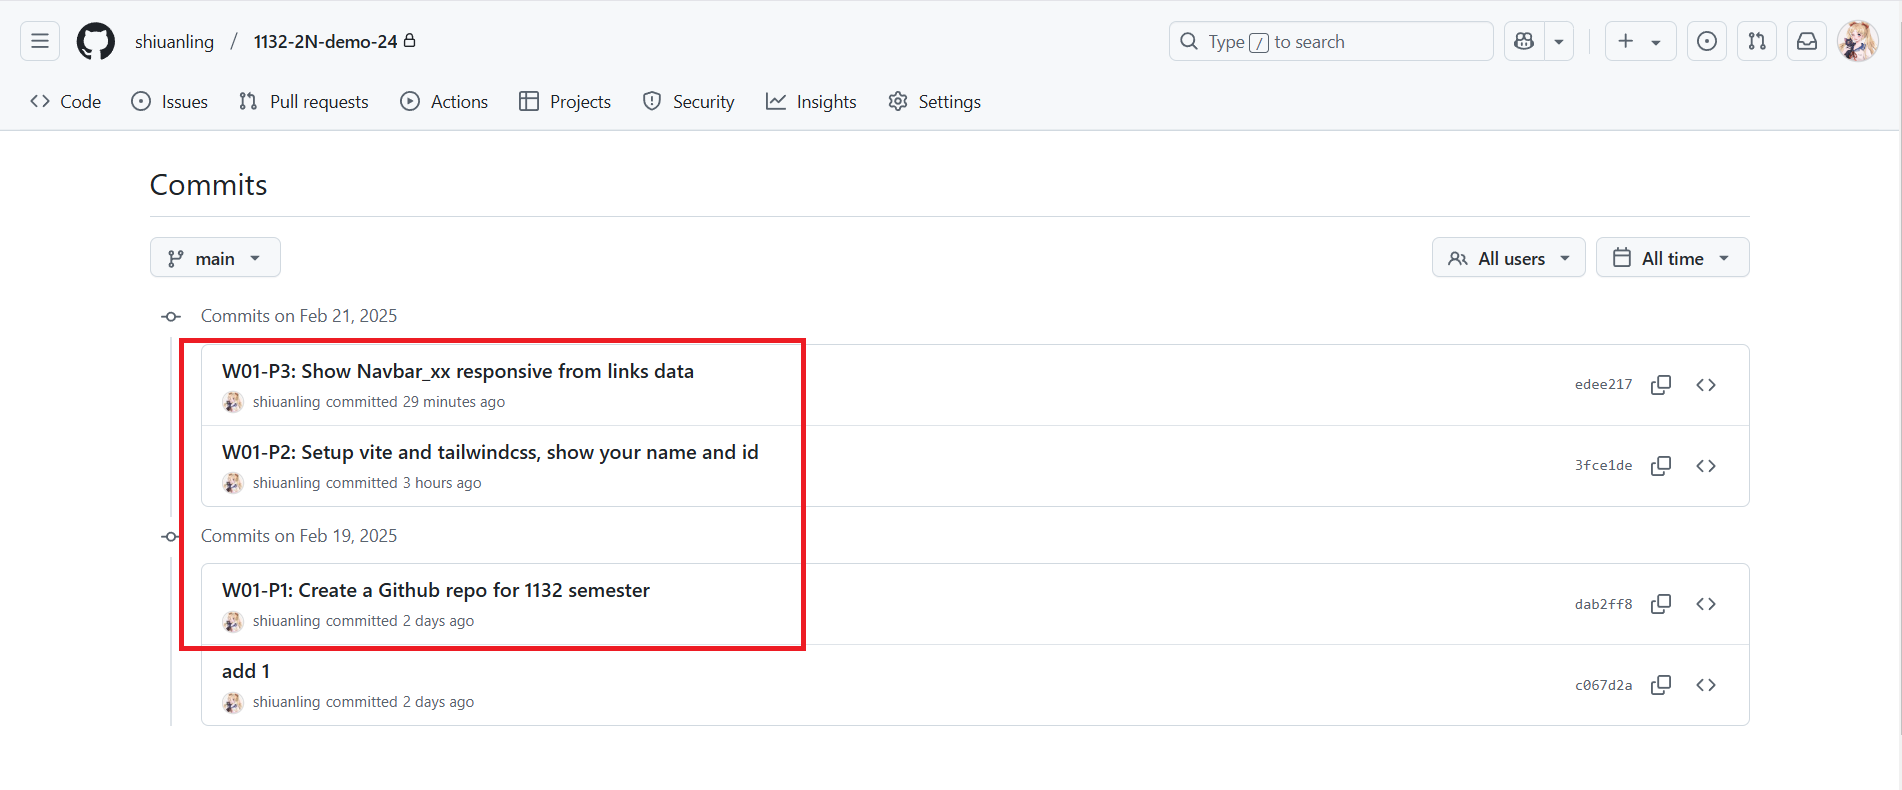 shiuanling / 1132-2N-demo-24
Type / to search
Code Issues Pull requests Actions Projects Security Insights Settings
Commits
main
All users All time
Commits on Feb 21, 2025
W01-P3: Show Navbar_xx responsive from links data
shiuanling committed 29 minutes ago
edee217
W01-P2: Setup vite and tailwindcss, show your name and id
shiuanling committed 3 hours ago
3fce1de
Commits on Feb 19, 2025
W01-P1: Create a Github repo for 1132 semester
shiuanling committed 2 days ago
dab2ff8
add 1
shiuanling committed 2 days ago
c067d2a